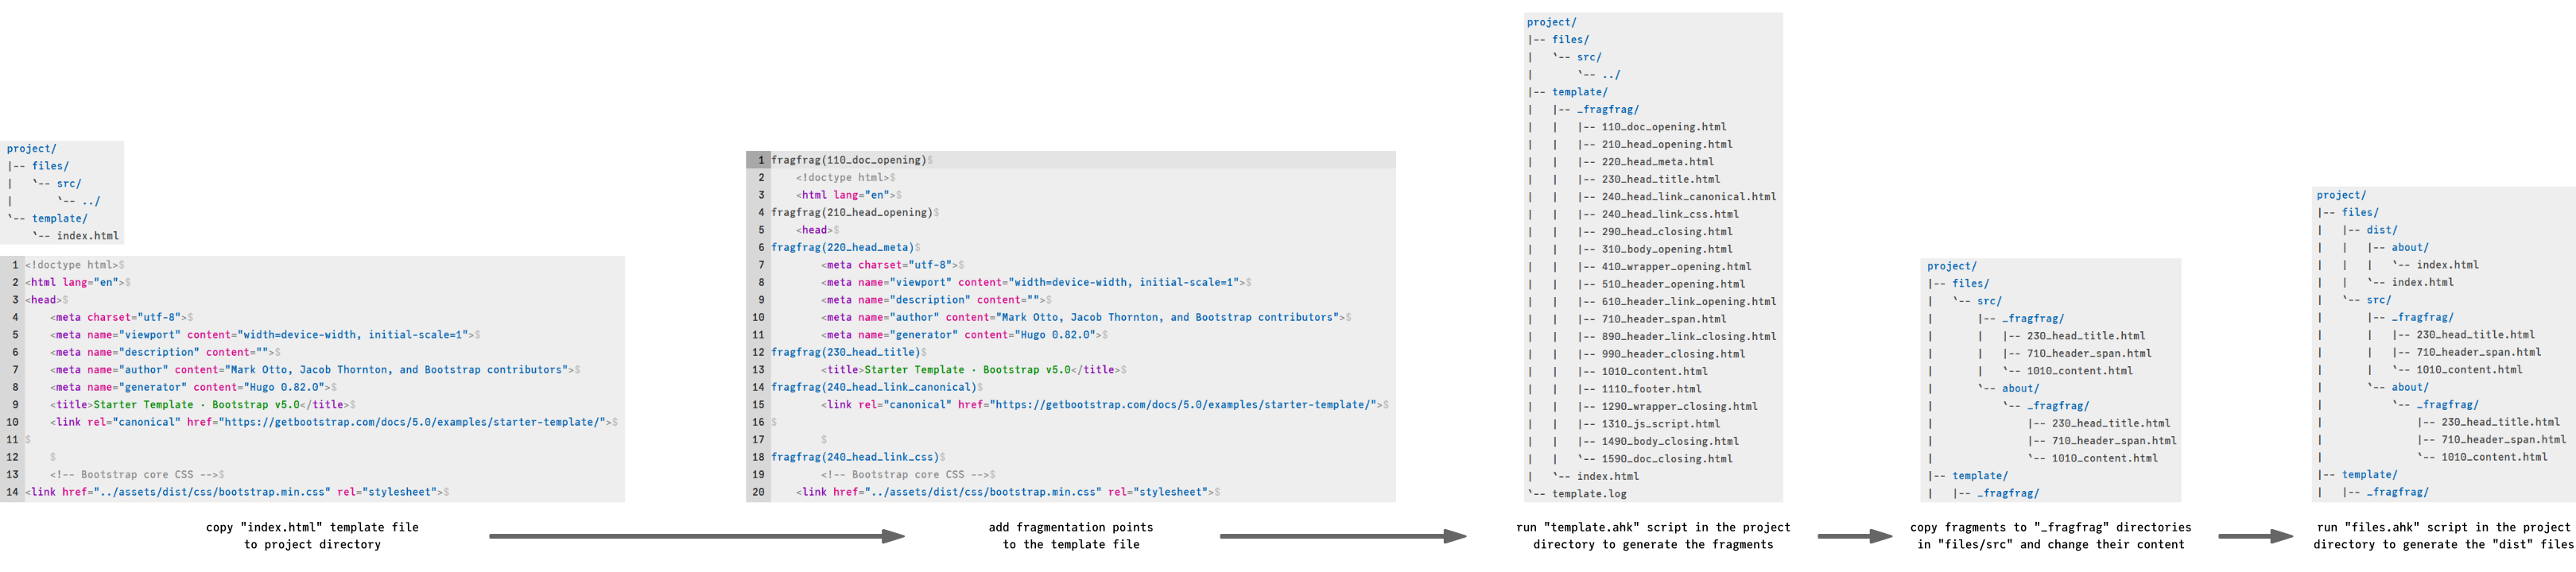 project/
|-- files/
|   `-- src/
|       `-- ../
`-- template/
    `-- index.html
1 <!doctype html>$
2 <html lang="en">$
3 <head>$
4     <meta charset="utf-8">$
5     <meta name="viewport" content="width=device-width, initial-scale=1">$
6     <meta name="description" content="">$
7     <meta name="author" content="Mark Otto, Jacob Thornton, and Bootstrap contributors">$
8     <meta name="generator" content="Hugo 0.82.0">$
9     <title>Starter Template · Bootstrap v5.0</title>$
10     <link rel="canonical" href="https://getbootstrap.com/docs/5.0/examples/starter-template/">$
11 $
12     $
13     <!-- Bootstrap core CSS -->$
14 <link href="../assets/dist/css/bootstrap.min.css" rel="stylesheet">$
copy "index.html" template file
to project directory
1 fragfrag(110_doc_opening)$
2     <!doctype html>$
3     <html lang="en">$
4 fragfrag(210_head_opening)$
5     <head>$
6 fragfrag(220_head_meta)$
7         <meta charset="utf-8">$
8         <meta name="viewport" content="width=device-width, initial-scale=1">$
9         <meta name="description" content="">$
10         <meta name="author" content="Mark Otto, Jacob Thornton, and Bootstrap contributors">$
11         <meta name="generator" content="Hugo 0.82.0">$
12 fragfrag(230_head_title)$
13         <title>Starter Template · Bootstrap v5.0</title>$
14 fragfrag(240_head_link_canonical)$
15         <link rel="canonical" href="https://getbootstrap.com/docs/5.0/examples/starter-template/">$
16 $
17         $
18 fragfrag(240_head_link_css)$
19         <!-- Bootstrap core CSS -->$
20     <link href="../assets/dist/css/bootstrap.min.css" rel="stylesheet">$
add fragmentation points
to the template file
project/
|-- files/
|   `-- src/
|       `-- ../
|-- template/
|   |-- _fragfrag/
|   |   |-- 110_doc_opening.html
|   |   |-- 210_head_opening.html
|   |   |-- 220_head_meta.html
|   |   |-- 230_head_title.html
|   |   |-- 240_head_link_canonical.html
|   |   |-- 240_head_link_css.html
|   |   |-- 290_head_closing.html
|   |   |-- 310_body_opening.html
|   |   |-- 410_wrapper_opening.html
|   |   |-- 510_header_opening.html
|   |   |-- 610_header_link_opening.html
|   |   |-- 710_header_span.html
|   |   |-- 890_header_link_closing.html
|   |   |-- 990_header_closing.html
|   |   |-- 1010_content.html
|   |   |-- 1110_footer.html
|   |   |-- 1290_wrapper_closing.html
|   |   |-- 1310_js_script.html
|   |   |-- 1490_body_closing.html
|   |   `-- 1590_doc_closing.html
|   `-- index.html
`-- template.log
run "template.ahk" script in the project
directory to generate the fragments
project/
|-- files/
|   `-- src/
|       |-- _fragfrag/
|       |   |-- 230_head_title.html
|       |   |-- 710_header_span.html
|       |   `-- 1010_content.html
|       `-- about/
|           `-- _fragfrag/
|               |-- 230_head_title.html
|               |-- 710_header_span.html
|               `-- 1010_content.html
|-- template/
|   |-- _fragfrag/
copy fragments to "_fragfrag" directories
in "files/src" and change their content
project/
|-- files/
|   |-- dist/
|   |   |-- about/
|   |   |   `-- index.html
|   |   `-- index.html
|   `-- src/
|       |-- _fragfrag/
|       |   |-- 230_head_title.html
|       |   |-- 710_header_span.html
|       |   `-- 1010_content.html
|       `-- about/
|           `-- _fragfrag/
|               |-- 230_head_title.html
|               |-- 710_header_span.html
|               `-- 1010_content.html
|-- template/
|   |-- _fragfrag/
run "files.ahk" script in the project
directory to generate the "dist" files